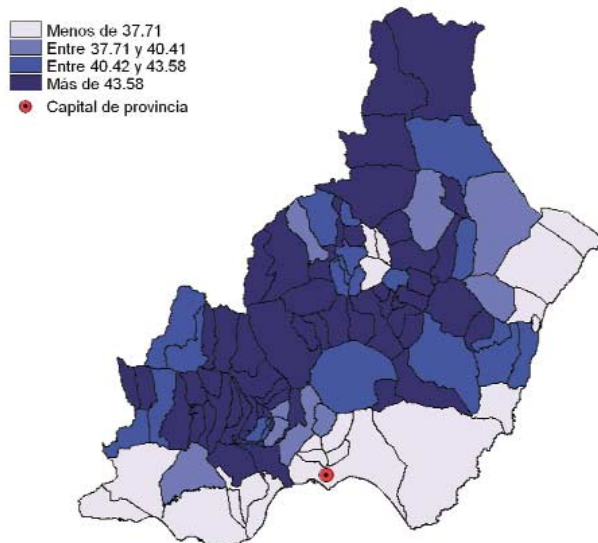 Menos de 37.71
Entre 37.71 y 40.41
Entre 40.42 y 43.58
Más de 43.58
Capital de provincia